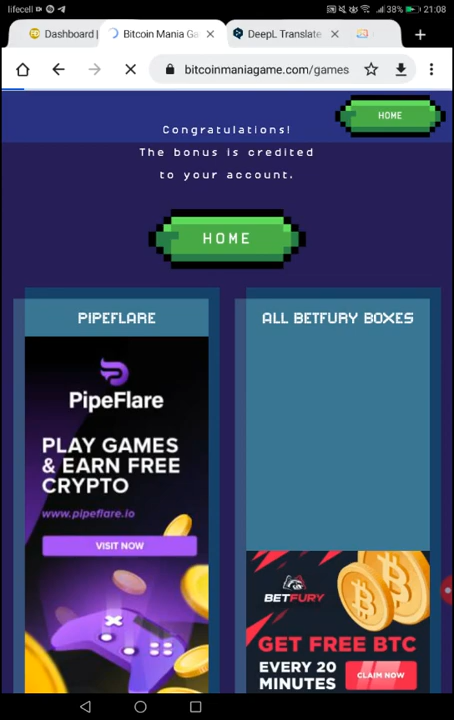 lifecell 38% 21:08
Dashboard | Bitcoin Mania Ga DeepL Translate
bitcoinmaniagame.com/games
HOME
Congratulations!
The bonus is credited
to your account.
HOME
PIPEFLARE
PipeFlare
PLAY GAMES
& EARN FREE
CRYPTO
www.pipeflare.io
VISIT NOW
ALL BETFURY BOXES
BETFURY
GET FREE BTC
EVERY 20
MINUTES
CLAIM NOW